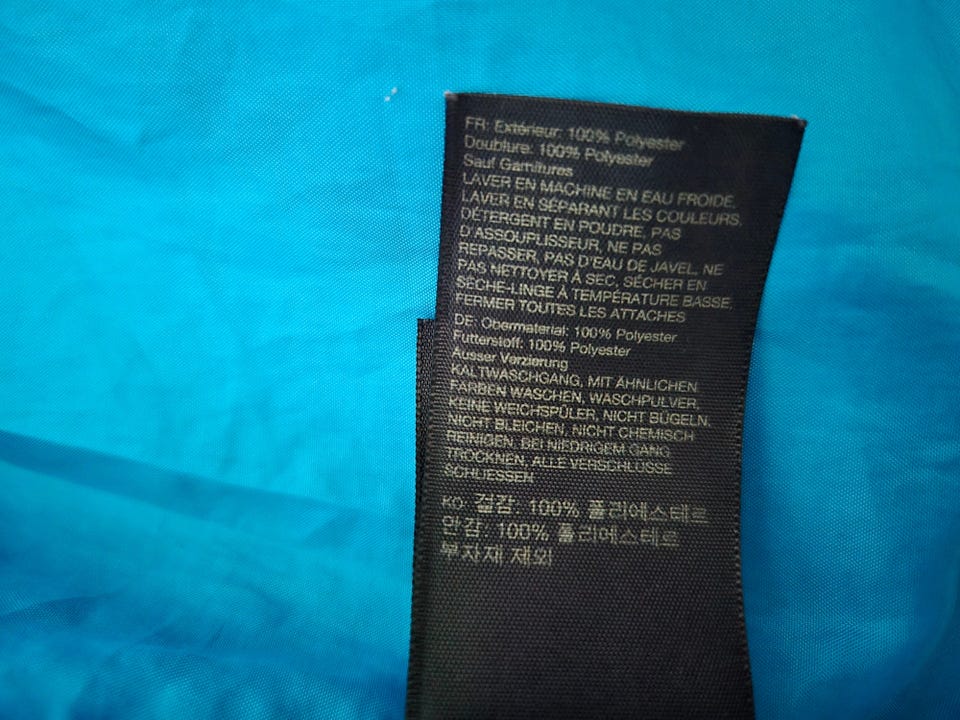 FR: Extérieur: 100% Polyester
Doublure: 100% Polyester
Sauf Garnitures
LAVER EN MACHINE EN EAU FROIDE,
LAVER EN SÉPARANT LES COULEURS,
DÉTERGENT EN POUDRE, PAS
D'ASSOUPLISSEUR, NE PAS
REPASSER, PAS D'EAU DE JAVEL, NE
PAS NETTOYER À SEC, SÉCHER EN
SÈCHE-LINGE À TEMPÉRATURE BASSE,
FERMER TOUTES LES ATTACHES
DE: Obermaterial: 100% Polyester
Futterstoff: 100% Polyester
Ausser Verzierung
KALTWASCHGANG, MIT ÄHNLICHEN
FARBEN WASCHEN, WASCHPULVER,
KEINE WEICHSPÜLER, NICHT BÜGELN,
NICHT BLEICHEN, NICHT CHEMISCH
REINIGEN, BEI NIEDRIGEM GANG
TROCKNEN, ALLE VERSCHLÜSSE
SCHLIESSEN
KO: 겉감: 100% 폴리에스테르
안감: 100% 폴리에스테르
부자재 제외